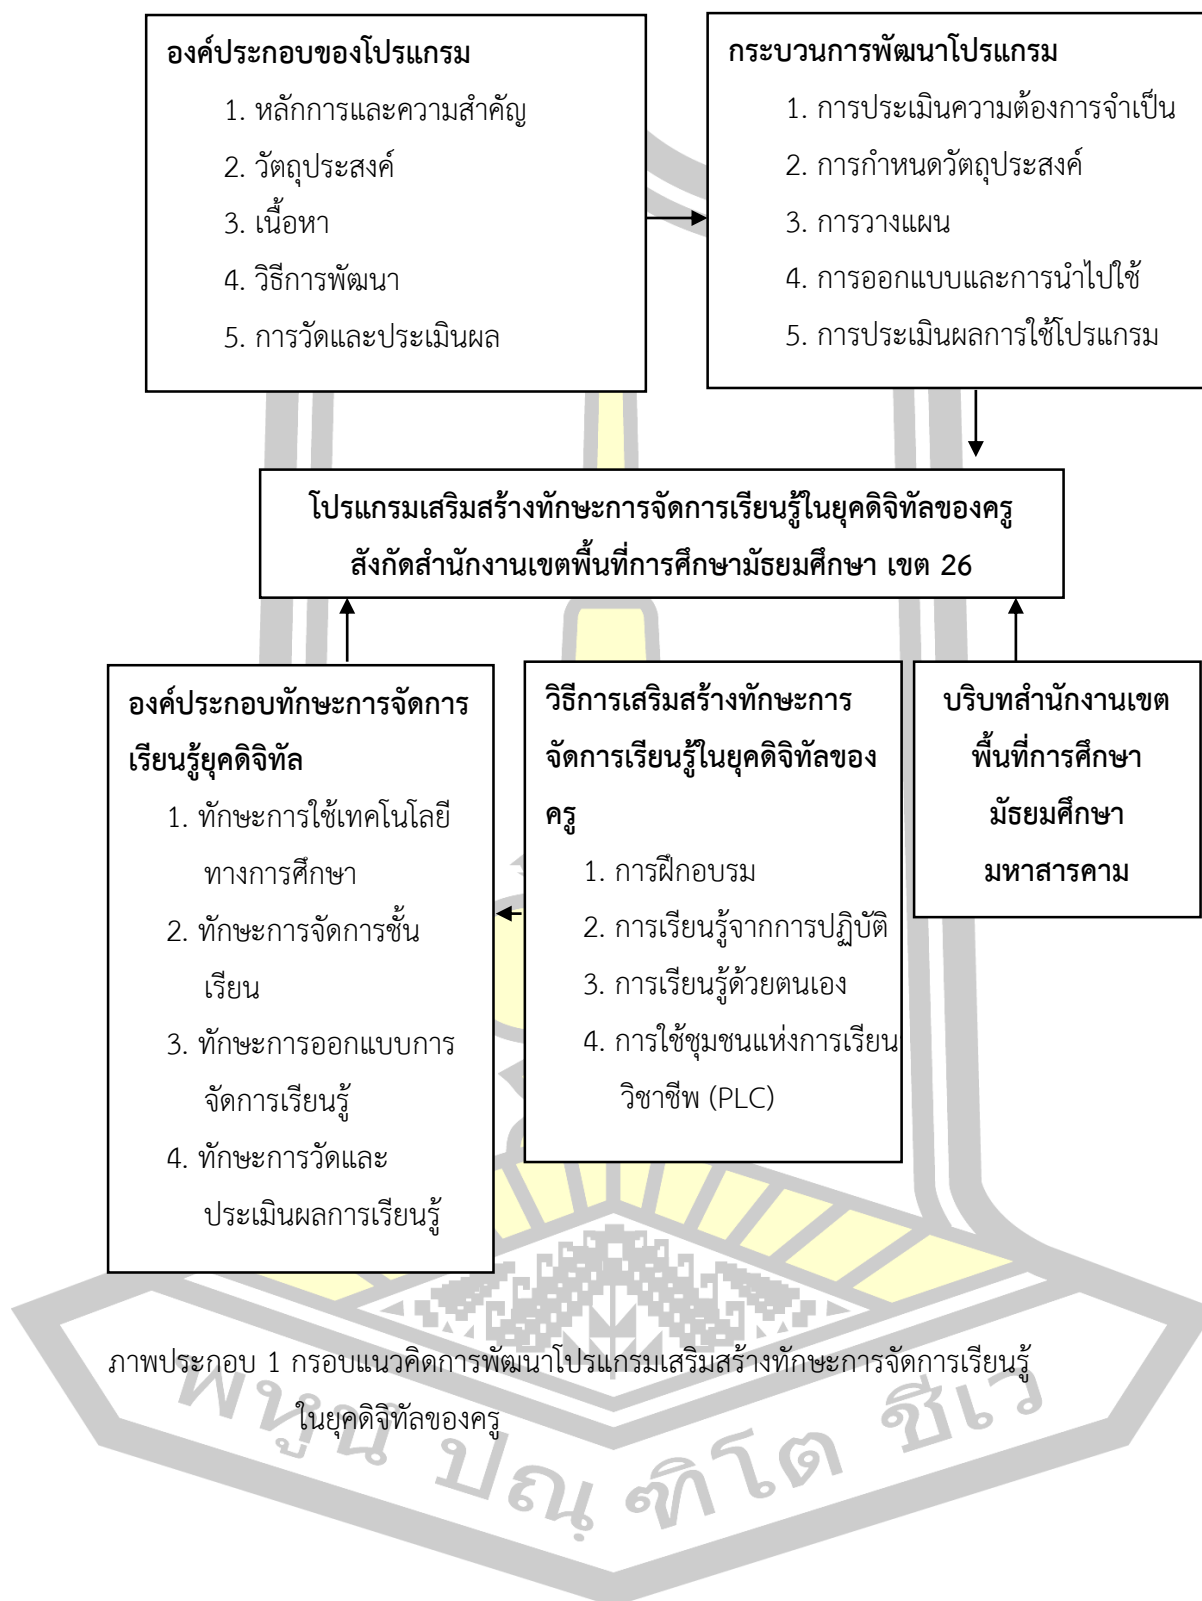 องค์ประกอบของโปรแกรม
1. หลักการและความสำคัญ
2. วัตถุประสงค์
3. เนื้อหา
4. วิธีการพัฒนา
5. การวัดและประเมินผล
กระบวนการพัฒนาโปรแกรม
1. การประเมินความต้องการจำเป็น
2. การกำหนดวัตถุประสงค์
3. การวางแผน
4. การออกแบบและการนำไปใช้
5. การประเมินผลการใช้โปรแกรม
โปรแกรมเสริมสร้างทักษะการจัดการเรียนรู้ในยุคดิจิทัลของครู
สังกัดสำนักงานเขตพื้นที่การศึกษามัธยมศึกษา เขต 26
องค์ประกอบทักษะการจัดการ
เรียนรู้ยุคดิจิทัล
1. ทักษะการใช้เทคโนโลยี
ทางการศึกษา
2. ทักษะการจัดการชั้น
เรียน
3. ทักษะการออกแบบการ
จัดการเรียนรู้
4. ทักษะการวัดและ
ประเมินผลการเรียนรู้
วิธีการเสริมสร้างทักษะการ
จัดการเรียนรู้ในยุคดิจิทัลของ
ครู
1. การฝึกอบรม
2. การเรียนรู้จากการปฏิบัติ
3. การเรียนรู้ด้วยตนเอง
4. การใช้ชุมชนแห่งการเรียน
วิชาชีพ (PLC)
บริบทสำนักงานเขต
พื้นที่การศึกษา
มัธยมศึกษา
มหาสารคาม
ภาพประกอบ 1 กรอบแนวคิดการพัฒนาโปรแกรมเสริมสร้างทักษะการจัดการเรียนรู้
ในยุคดิจิทัลของครู
พหูนํ ปณฺฑิโต ชีเว